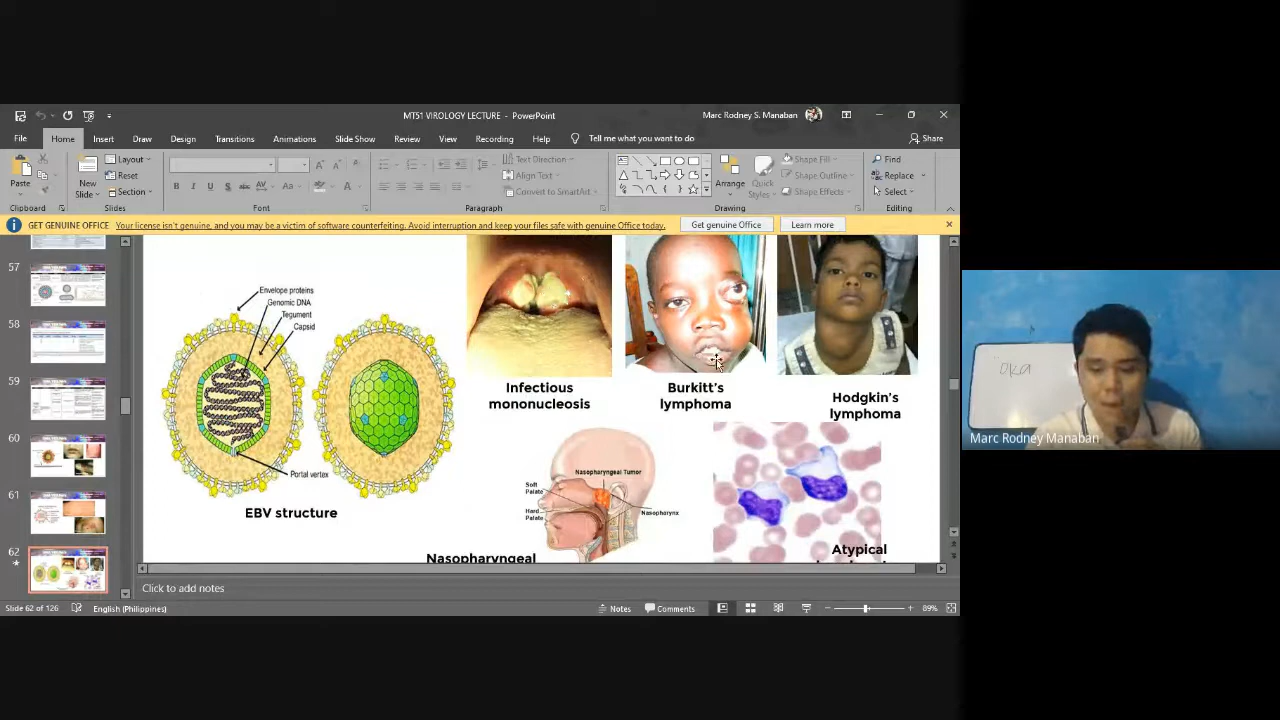 MT51 VIROLOGY LECTURE - PowerPoint
Marc Rodney S. Manaban
File Home Insert Draw Design Transitions Animations Slide Show Review View Recording Help Tell me what you want to do Share
Paste
Clipboard
New Slide
Layout
Reset
Section
Slides
B I U S abc AV Aa A
Font
Text Direction
Align Text
Convert to SmartArt
Paragraph
Arrange
Quick Styles
Shape Fill
Shape Outline
Shape Effects
Drawing
Find
Replace
Select
Editing
GET GENUINE OFFICE Your license isn't genuine, and you may be a victim of software counterfeiting. Avoid interruption and keep your files safe with genuine Office today. Get genuine Office Learn more
57
58
59
60
61
62
Envelope proteins
Genomic DNA
Tegument
Capsid
Portal vertex
EBV structure
Infectious
mononucleosis
Burkitt's
lymphoma
Hodgkin's
lymphoma
Nasopharyngeal Tumor
Soft
Palate
Hard
Palate
Nasopharynx
Nasopharyngeal
Atypical
Click to add notes
Slide 62 of 126 English (Philippines) Notes Comments 89%
oka
Marc Rodney Manaban